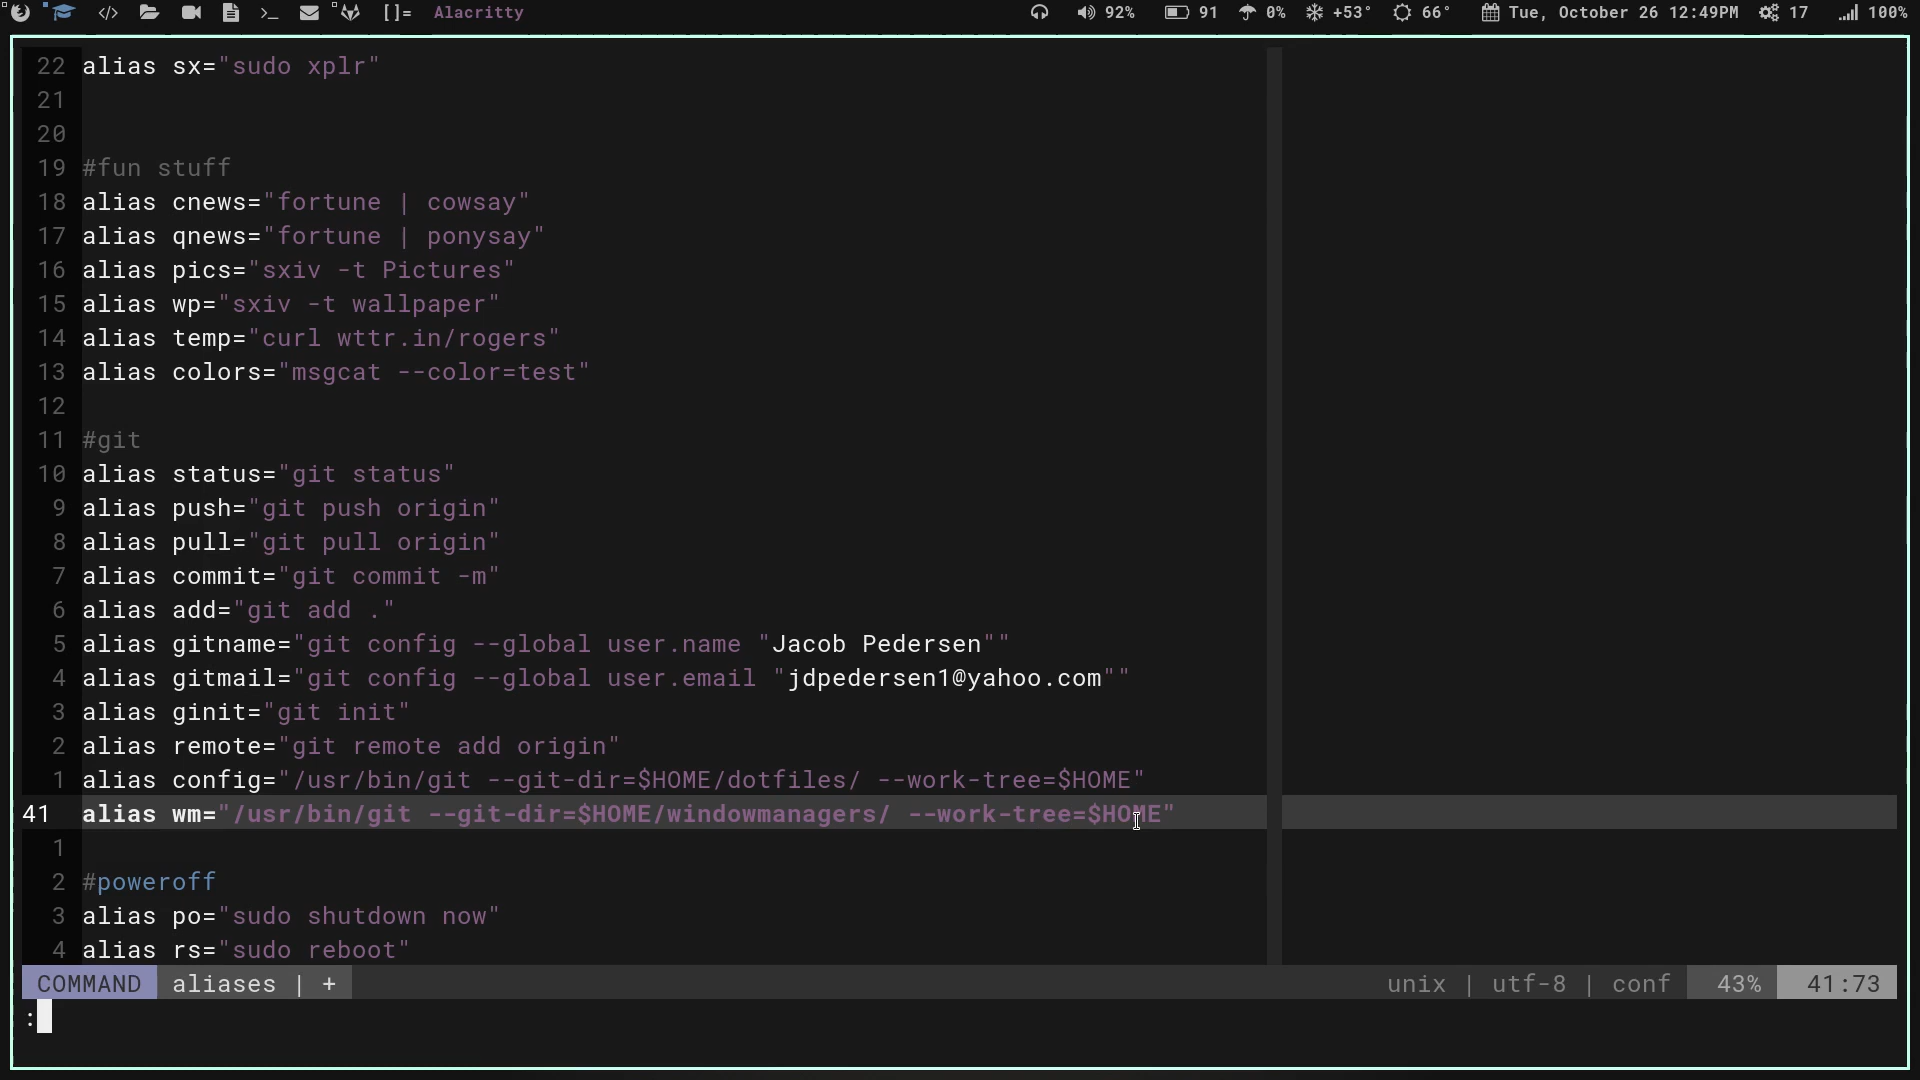 </> >_ []= Alacritty 92% 91 0% +53° 66° Tue, October 26 12:49PM 17 100%
22 alias sx="sudo xplr"
21
20
19 #fun stuff
18 alias cnews="fortune | cowsay"
17 alias qnews="fortune | ponysay"
16 alias pics="sxiv -t Pictures"
15 alias wp="sxiv -t wallpaper"
14 alias temp="curl wttr.in/rogers"
13 alias colors="msgcat --color=test"
12
11 #git
10 alias status="git status"
9 alias push="git push origin"
8 alias pull="git pull origin"
7 alias commit="git commit -m"
6 alias add="git add ."
5 alias gitname="git config --global user.name "Jacob Pedersen""
4 alias gitmail="git config --global user.email "jdpedersen1@yahoo.com""
3 alias ginit="git init"
2 alias remote="git remote add origin"
1 alias config="/usr/bin/git --git-dir=$HOME/dotfiles/ --work-tree=$HOME"
41 alias wm="/usr/bin/git --git-dir=$HOME/windowmanagers/ --work-tree=$HOME"
1
2 #poweroff
3 alias po="sudo shutdown now"
4 alias rs="sudo reboot"
COMMAND aliases | + unix | utf-8 | conf 43% 41:73
: